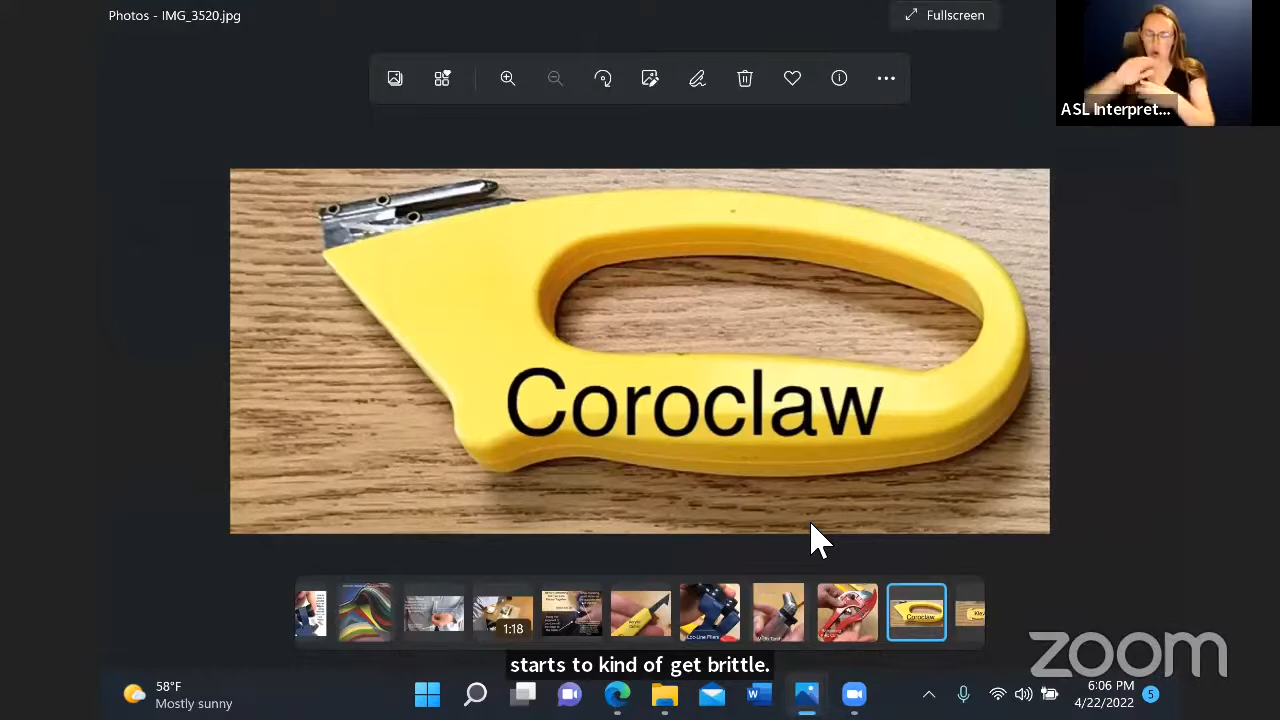 Photos - IMG_3520.jpg
Fullscreen
ASL Interpret...
Coroclaw
1:18
Coroclaw
starts to kind of get brittle.
zoom
58°F
Mostly sunny
6:06 PM
4/22/2022
5